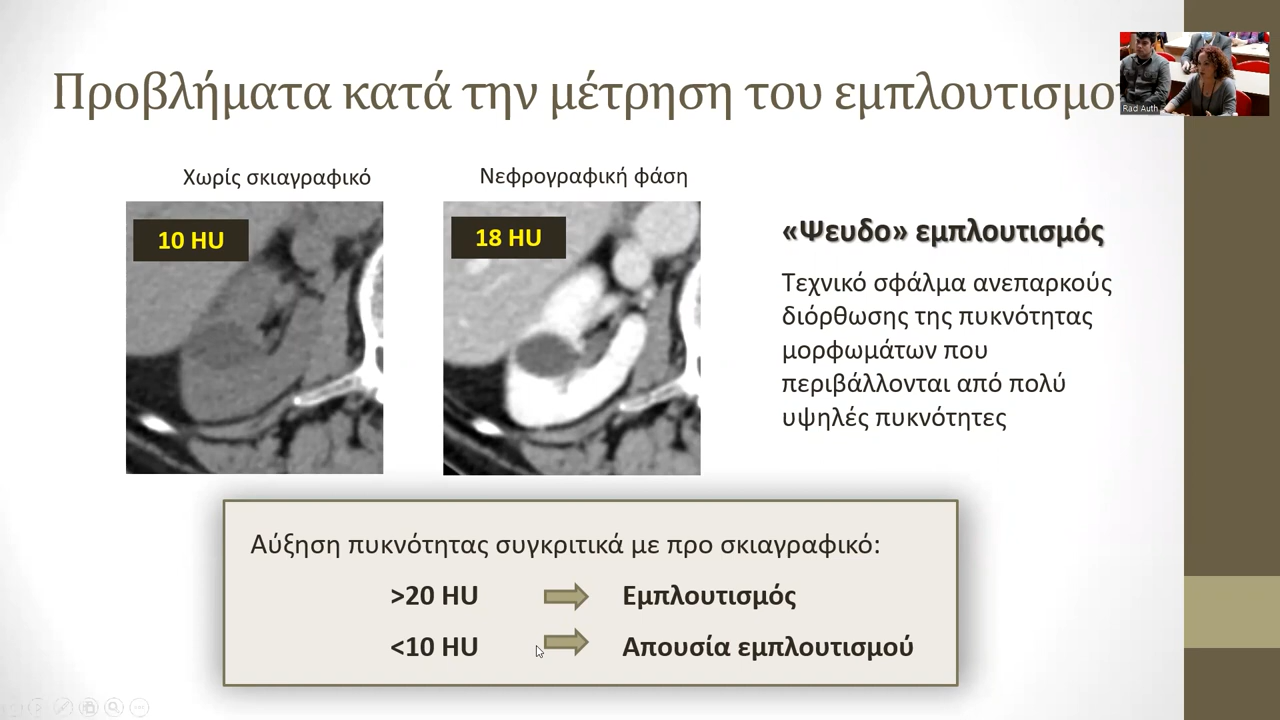 Προβλήματα κατά την μέτρηση του εμπλουτισμο
Rad Auth
Χωρίς σκιαγραφικό
Νεφρογραφική φάση
10 HU
18 HU
«Ψευδο» εμπλουτισμός
Τεχνικό σφάλμα ανεπαρκούς
διόρθωσης της πυκνότητας
μορφωμάτων που
περιβάλλονται από πολύ
υψηλές πυκνότητες
Αύξηση πυκνότητας συγκριτικά με προ σκιαγραφικό:
>20 HU Εμπλουτισμός
<10 HU Απουσία εμπλουτισμού